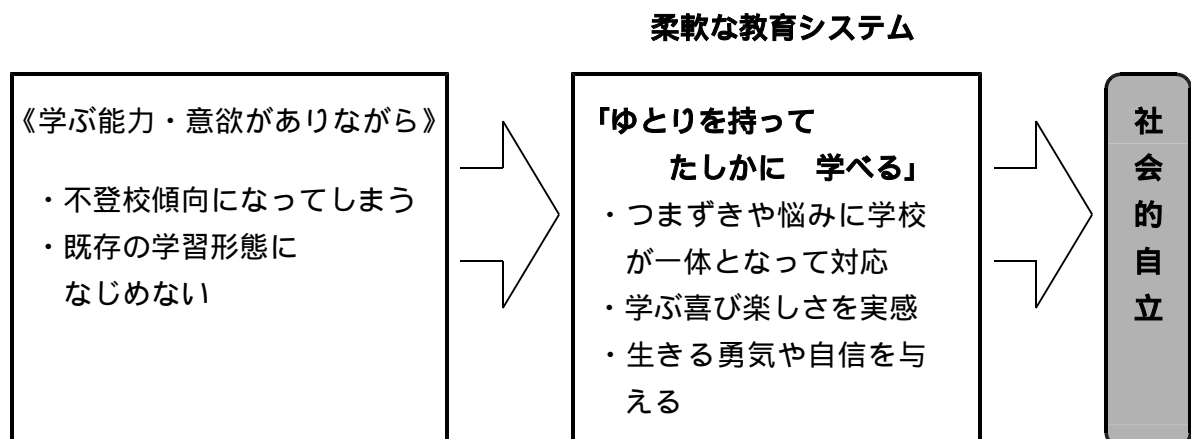 柔軟な教育システム
《学ぶ能力・意欲がありながら》
・不登校傾向になってしまう
・既存の学習形態に
なじめない
「ゆとりを持って
たしかに　学べる」
・つまずきや悩みに学校
が一体となって対応
・学ぶ喜び楽しさを実感
・生きる勇気や自信を与
える
社会的自立